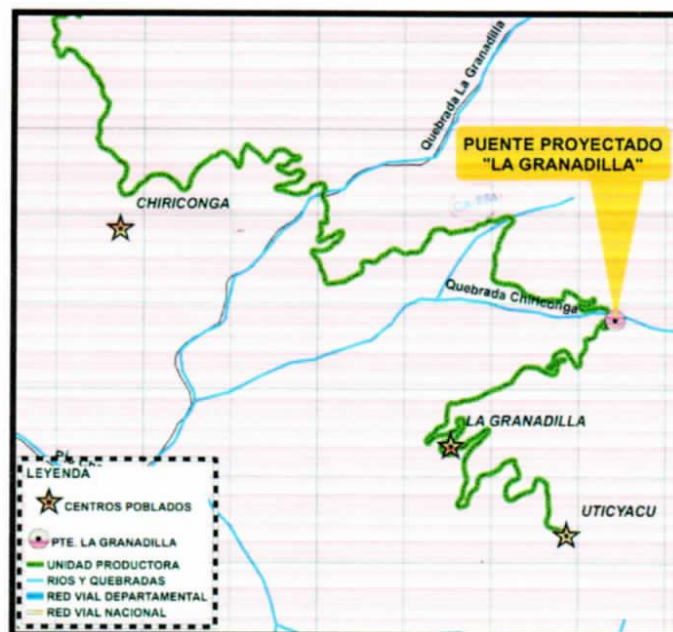 Quebrada La Granadilla
PUENTE PROYECTADO
"LA GRANADILLA"
CHIRICONGA
Quebrada Chiriconga
LA GRANADILLA
UTICYACU
LEYENDA
CENTROS POBLADOS
PTE. LA GRANADILLA
UNIDAD PRODUCTORA
RIOS Y QUEBRADAS
RED VIAL DEPARTAMENTAL
RED VIAL NACIONAL